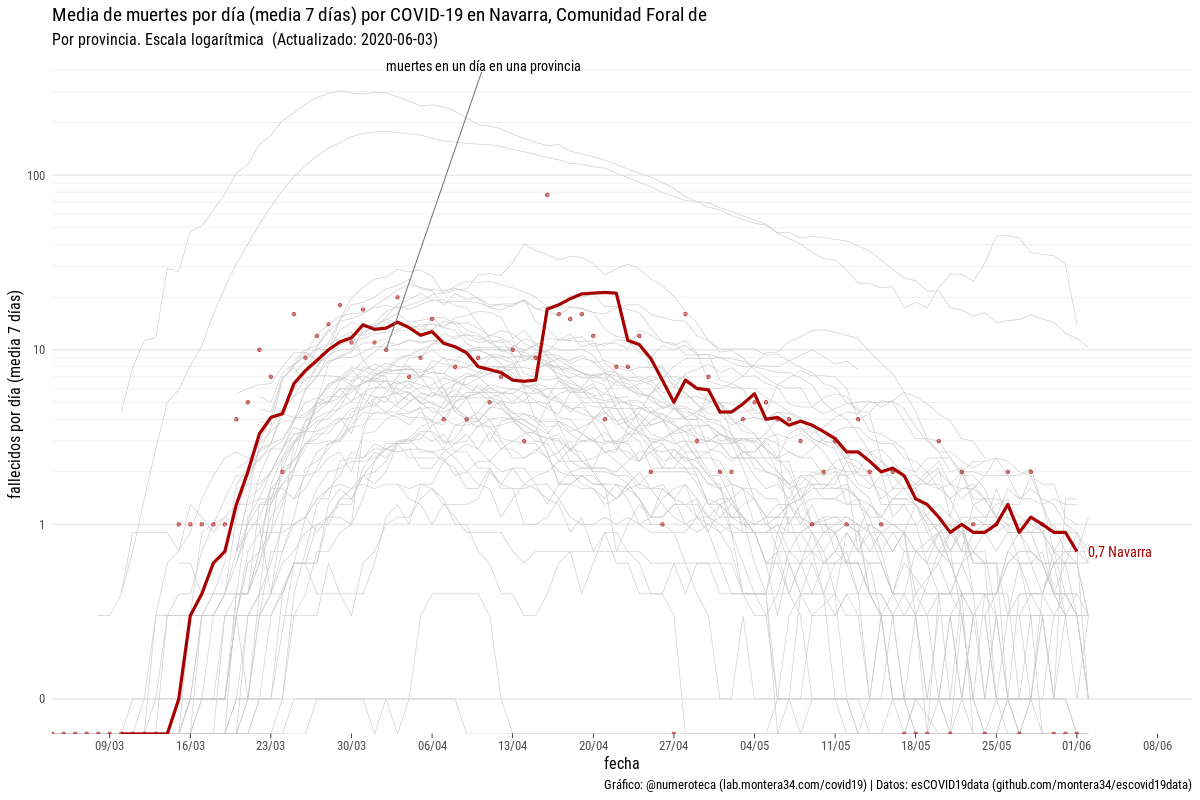 Media de muertes por día (media 7 días) por COVID-19 en Navarra, Comunidad Foral de
Por provincia. Escala logarítmica (Actualizado: 2020-06-03)
muertes en un día en una provincia
fallecidos por día (media 7 días)
100
10
1
0
0,7 Navarra
09/03 16/03 23/03 30/03 06/04 13/04 20/04 27/04 04/05 11/05 18/05 25/05 01/06 08/06
fecha
Gráfico: @numeroteca (lab.montera34.com/covid19) | Datos: esCOVID19data (github.com/montera34/escovid19data)